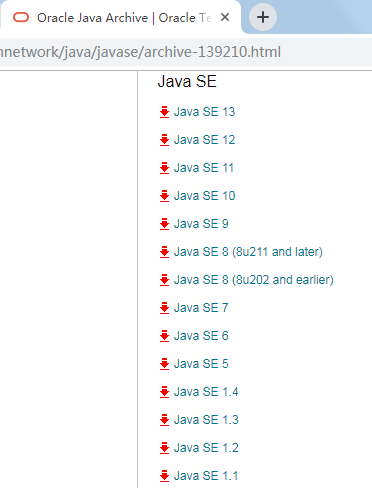 Oracle Java Archive | Oracle Te
nnetwork/java/javase/archive-139210.html
Java SE
Java SE 13
Java SE 12
Java SE 11
Java SE 10
Java SE 9
Java SE 8 (8u211 and later)
Java SE 8 (8u202 and earlier)
Java SE 7
Java SE 6
Java SE 5
Java SE 1.4
Java SE 1.3
Java SE 1.2
Java SE 1.1